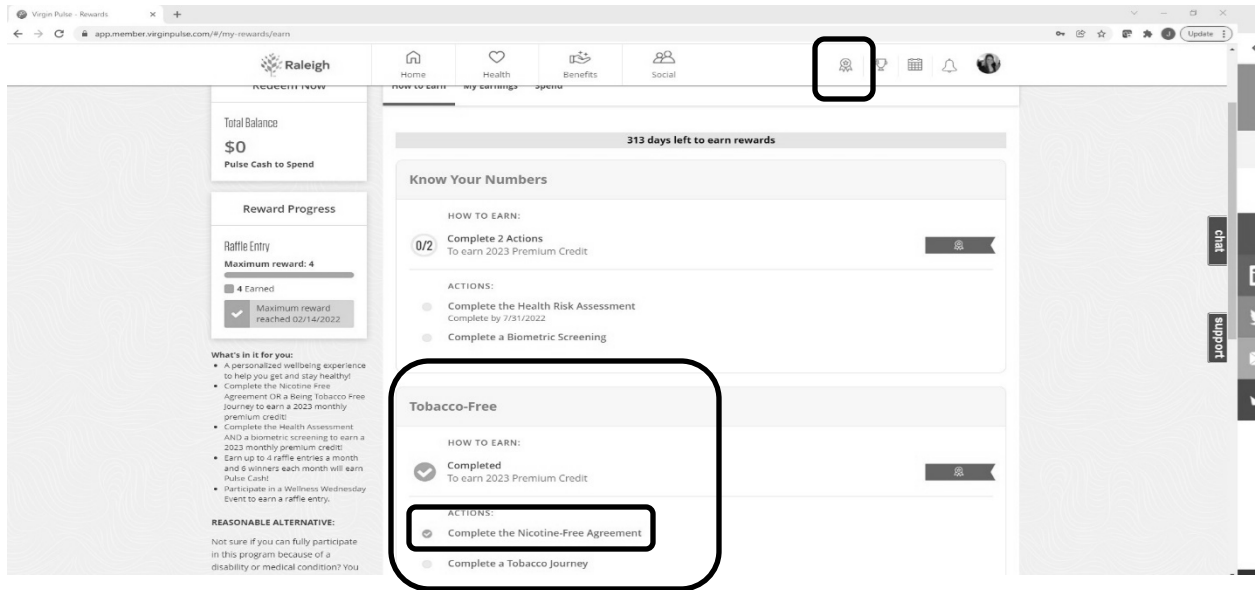 Virgin Pulse - Rewards
app.member.virginpulse.com/#/my-rewards/earn
Update
Raleigh
Home
Health
Benefits
Social
Redeem Now
How to Earn My Earnings Spend
Total Balance
$0
Pulse Cash to Spend
Reward Progress
Raffle Entry
Maximum reward: 4
4 Earned
Maximum reward
reached 02/14/2022
What's in it for you:
• A personalized wellbeing experience
to help you get and stay healthy!
• Complete the Nicotine Free
Agreement OR a Being Tobacco Free
Journey to earn a 2023 monthly
premium credit!
• Complete the Health Assessment
AND a biometric screening to earn a
2023 monthly premium credit!
• Earn up to 4 raffle entries a month
and 6 winners each month will earn
Pulse Cash!
• Participate in a Wellness Wednesday
Event to earn a raffle entry.
REASONABLE ALTERNATIVE:
Not sure if you can fully participate
in this program because of a
disability or medical condition? You
313 days left to earn rewards
Know Your Numbers
HOW TO EARN:
0/2
Complete 2 Actions
To earn 2023 Premium Credit
ACTIONS:
Complete the Health Risk Assessment
Complete by 7/31/2022
Complete a Biometric Screening
Tobacco-Free
HOW TO EARN:
Completed
To earn 2023 Premium Credit
ACTIONS:
Complete the Nicotine-Free Agreement
Complete a Tobacco Journey
chat
support